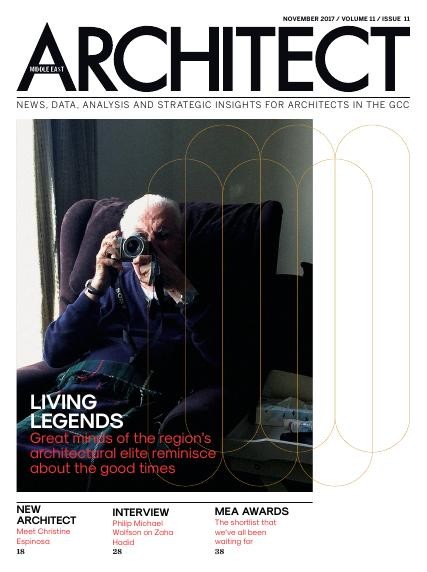 NOVEMBER 2017 / VOLUME 11 / ISSUE 11
ARCHITECT
MIDDLE EAST
NEWS, DATA, ANALYSIS AND STRATEGIC INSIGHTS FOR ARCHITECTS IN THE GCC
LIVING
LEGENDS
Great minds of the region's
architectural elite reminisce
about the good times
NEW
ARCHITECT
Meet Christine
Espinosa
18
INTERVIEW
Philip Michael
Wolfson on Zaha
Hadid
28
MEA AWARDS
The shortlist that
we've all been
waiting for
38